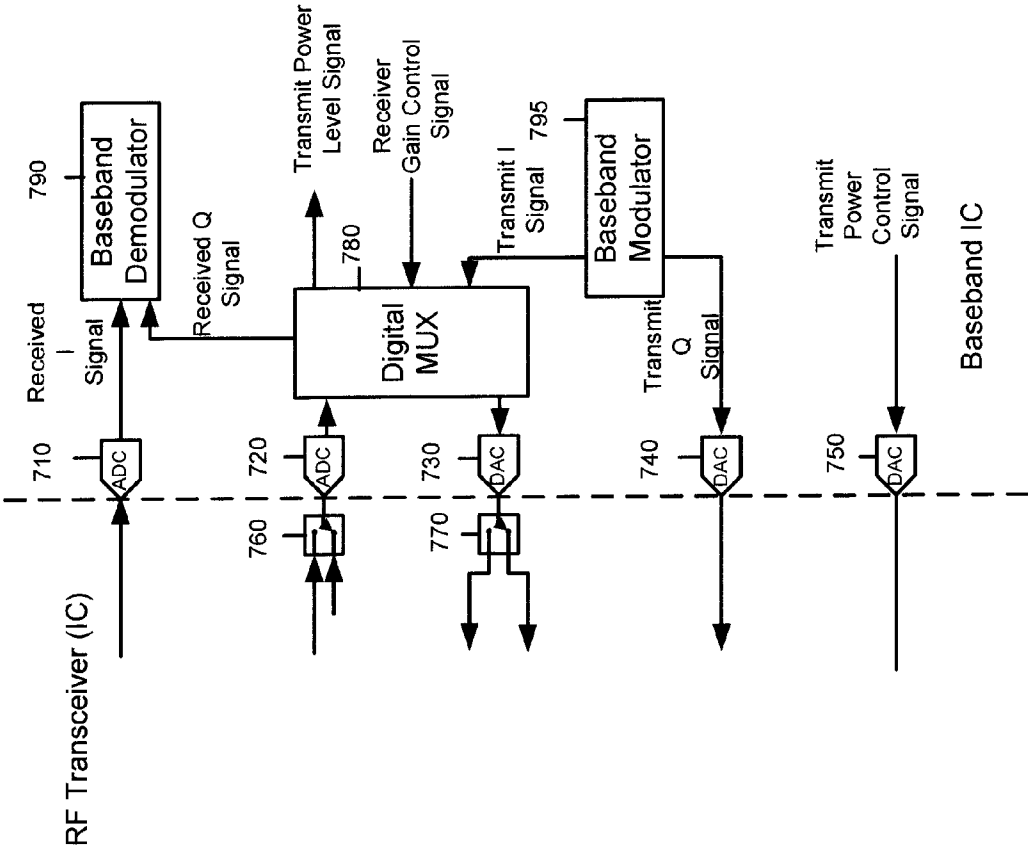 RF Transceiver (IC)
Baseband IC
790
Baseband
Demodulator
Received
I
Signal
710
ADC
Received Q
Signal
Transmit Power
Level Signal
Receiver
Gain Control
Signal
780
Digital
MUX
720
ADC
760
730
DAC
770
Transmit I
Signal
795
Baseband
Modulator
Transmit
Q
Signal
740
DAC
Transmit
Power
Control
Signal
750
DAC